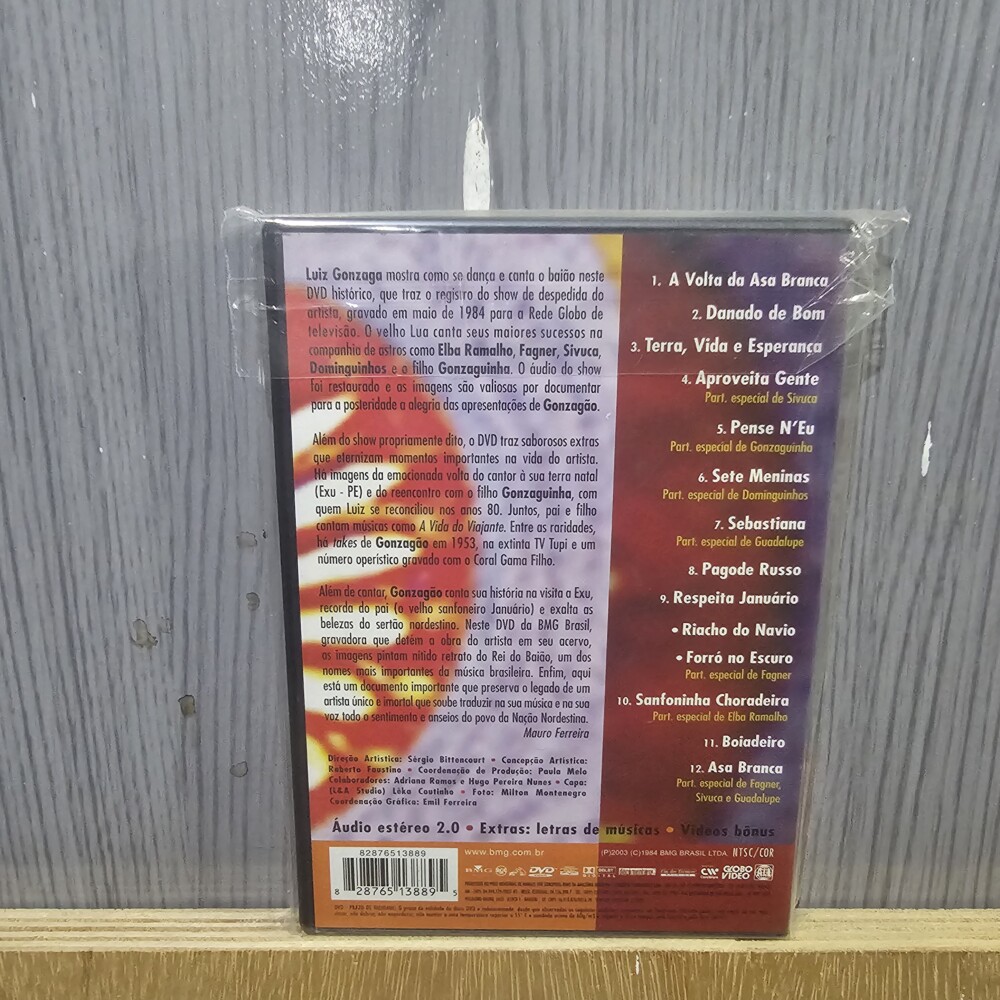 Luiz Gonzaga mostra como se dança e canta o baião neste
DVD histórico, que traz o registro do show de despedida do
artista, gravado em maio de 1984 para a Rede Globo de
televisão. O velho Lua canta seus maiores sucessos na
companhia de astros como Elba Ramalho, Fagner, Sivuca,
Dominguinhos e o filho Gonzaguinha. O áudio do show
foi restaurado e as imagens são valiosas por documentar
para a posteridade a alegria das apresentações de Gonzagão.
Além do show propriamente dito, o DVD traz saborosos extras
que eternizam momentos importantes na vida do artista.
Há imagens da emocionada volta do cantor à sua terra natal
(Exu - PE) e do reencontro com o filho Gonzaguinha, com
quem Luiz se reconciliou nos anos 80. Juntos, pai e filho
cantam músicas como A Vida do Viajante. Entre as raridades,
há takes de Gonzagão em 1953, na extinta TV Tupi e um
número operístico gravado com o Coral Gama Filho.
Além de cantar, Gonzagão conta sua história na visita a Exu,
recorda do pai (o velho sanfoneiro Januário) e exalta as
belezas do sertão nordestino. Neste DVD da BMG Brasil,
gravadora que detém a obra do artista em seu acervo,
as imagens pintam nítido retrato do Rei do Baião, um dos
nomes mais importantes da música brasileira. Enfim, aqui
está um documento importante que preserva o legado de um
artista único e imortal que soube traduzir na sua música e na sua
voz todo o sentimento e anseios do povo da Nação Nordestina.
Mauro Ferreira
Direção Artística: Sérgio Bittencourt • Concepção Artística:
Roberto Faustino • Coordenação de Produção: Paula Melo
Colaboradores: Adriana Ramos e Hugo Pereira Nunes • Capa:
(L&A Studio) Lêka Coutinho • Foto: Milton Montenegro
Coordenação Gráfica: Emil Ferreira
1. A Volta da Asa Branca
2. Danado de Bom
3. Terra, Vida e Esperança
4. Aproveita Gente
Part. especial de Sivuca
5. Pense N'Eu
Part. especial de Gonzaguinha
6. Sete Meninas
Part. especial de Dominguinhos
7. Sebastiana
Part. especial de Guadalupe
8. Pagode Russo
9. Respeita Januário
• Riacho do Navio
• Forró no Escuro
Part. especial de Fagner
10. Sanfoninha Choradeira
Part. especial de Elba Ramalho
11. Boiadeiro
12. Asa Branca
Part. especial de Fagner,
Sivuca e Guadalupe
Áudio estéreo 2.0 • Extras: letras de músicas • Vídeos bônus
82876513889
8 28765 13889 5
www.bmg.com.br
(P)2003 (C)1984 BMG BRASIL LTDA. NTSC/COR
BMG DVD DOLBY DIGITAL GLOBO VIDEO